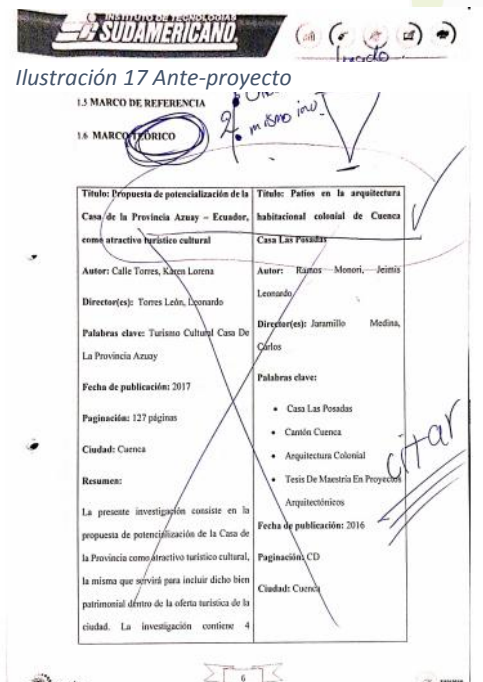 INSTITUTO DE TECNOLOGIAS
SUDAMERICANO
Ilustración 17 Ante-proyecto
1.5 MARCO DE REFERENCIA
2.
mismo
1.6 MARCO TEÓRICO
Título: Propuesta de potencialización de la
Casa de la Provincia Azuay – Ecuador,
como atractivo turístico cultural
Autor: Calle Torres, Karen Lorena
Director(es): Torres León, Leonardo
Palabras clave: Turismo Cultural Casa De
La Provincia Azuay
Fecha de publicación: 2017
Paginación: 127 páginas
Ciudad: Cuenca
Resumen:
La presente investigación consiste en la
propuesta de potencialización de la Casa de
la Provincia como atractivo turístico cultural,
la misma que servirá para incluir dicho bien
patrimonial dentro de la oferta turística de la
ciudad. La investigación contiene 4
Título: Patios en la arquitectura
habitacional colonial de Cuenca
Casa Las Posadas
Autor: Ramos Monori, Jeimis
Leonardo
Director(es): Jaramillo Medina,
Carlos
Palabras clave:
• Casa Las Posadas
• Cantón Cuenca
• Arquitectura Colonial
• Tesis De Maestría En Proyectos
Arquitectónicos
Fecha de publicación: 2016
Paginación: CD
Ciudad: Cuenca
citar
6